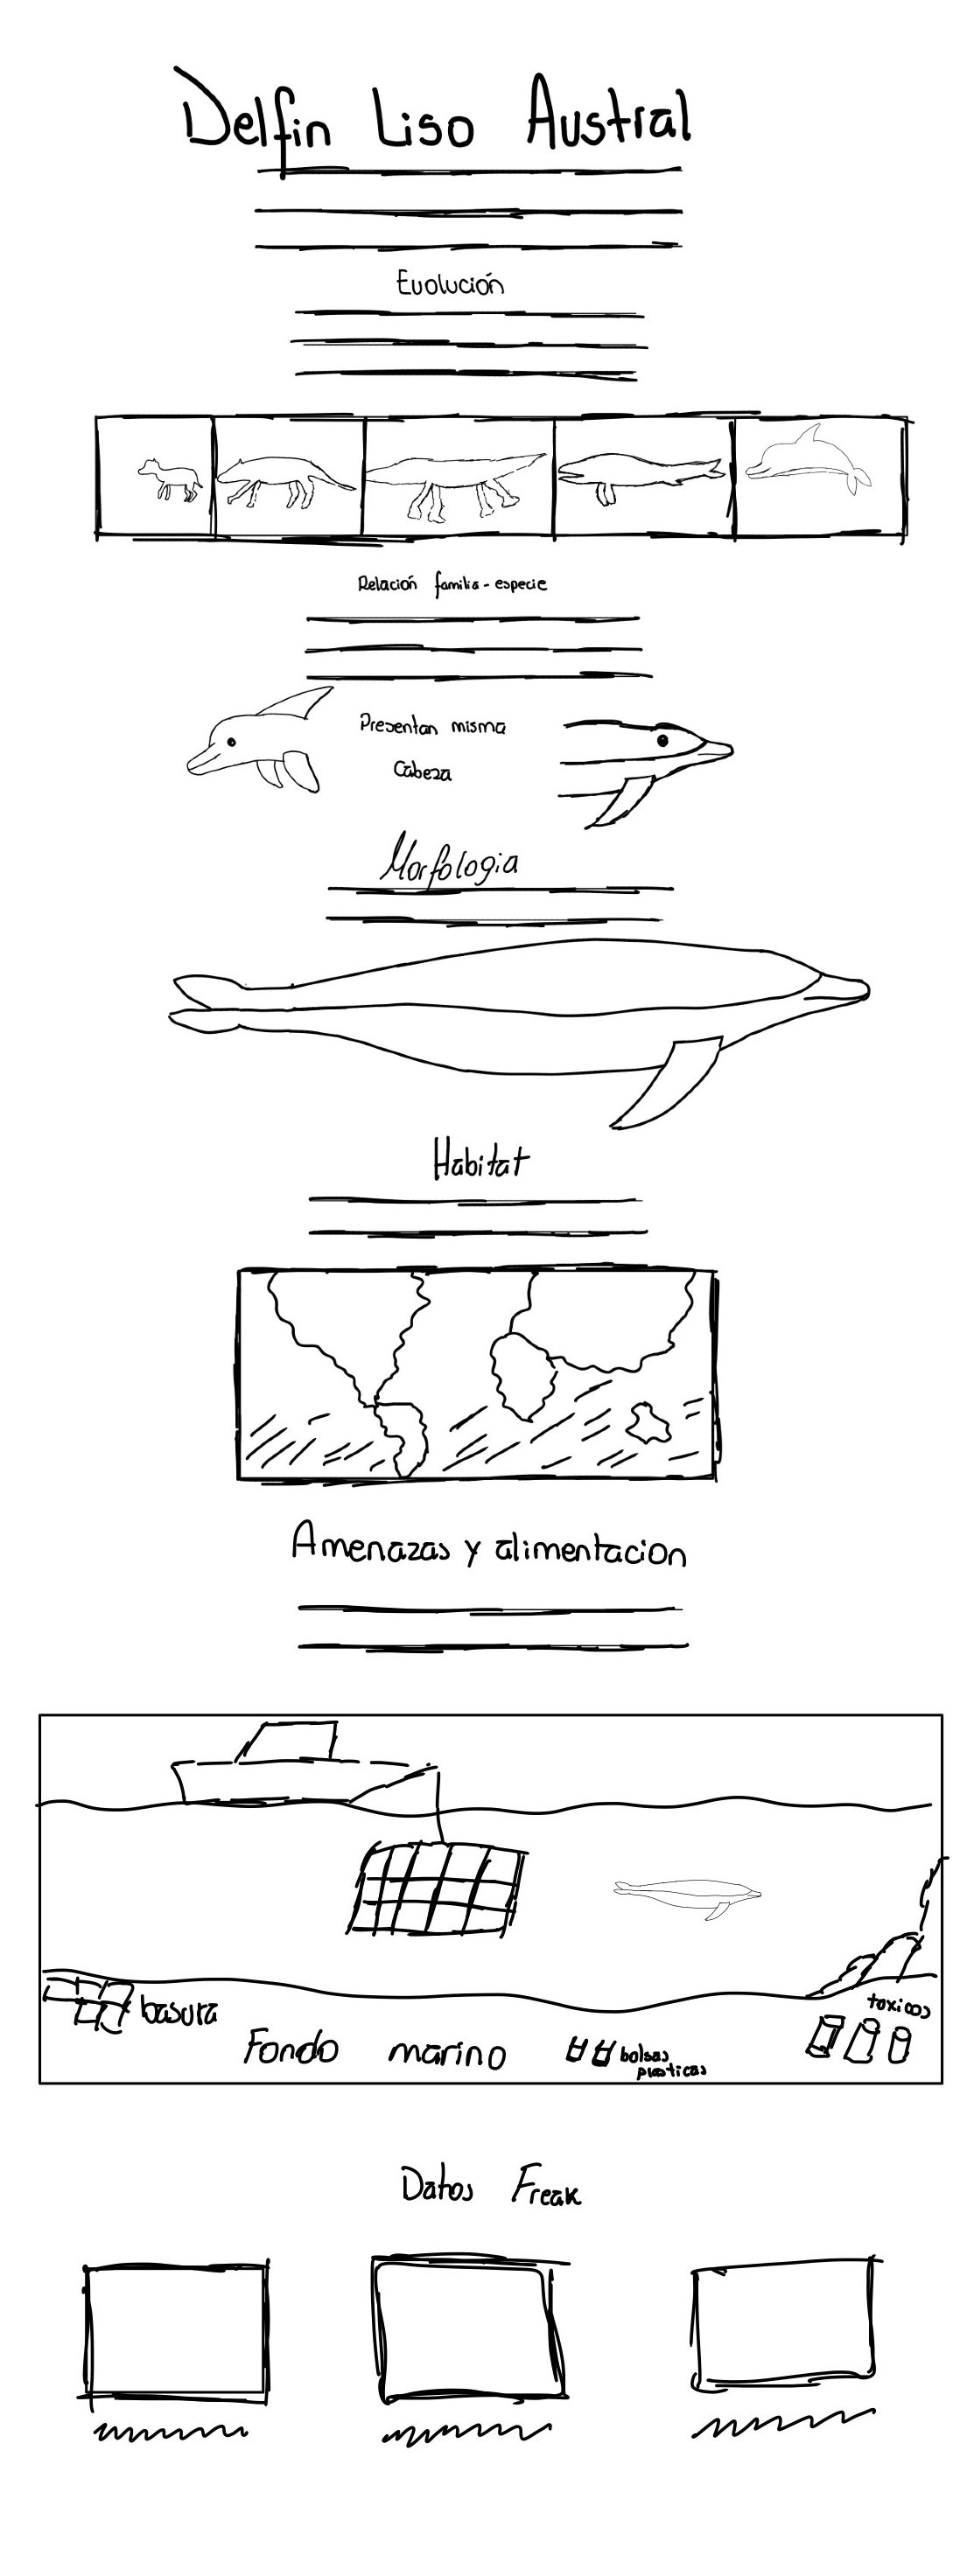 Delfin Liso Austral
Evolución
Relación familia - especie
Presentan misma
Cabeza
Morfologia
Habitat
Amenazas y alimentacion
basura
toxicos
Fondo marino
bolsas
plasticas
Datos Freak